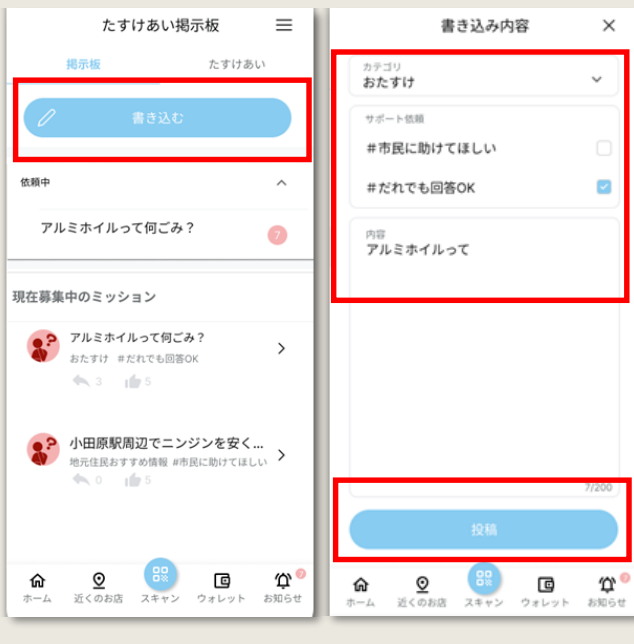 たすけあい掲示板
掲示板
たすけあい
書き込む
依頼中
アルミホイルって何ごみ？
7
現在募集中のミッション
アルミホイルって何ごみ？
おたすけ #だれでも回答OK
3 5
小田原駅周辺でニンジンを安く...
地元住民おすすめ情報 #市民に助けてほしい
0 5
ホーム
近くのお店
スキャン
ウォレット
お知らせ
7
書き込み内容
カテゴリ
おたすけ
サポート依頼
#市民に助けてほしい
#だれでも回答OK
内容
アルミホイルって
7/200
投稿
ホーム
近くのお店
スキャン
ウォレット
お知らせ
7